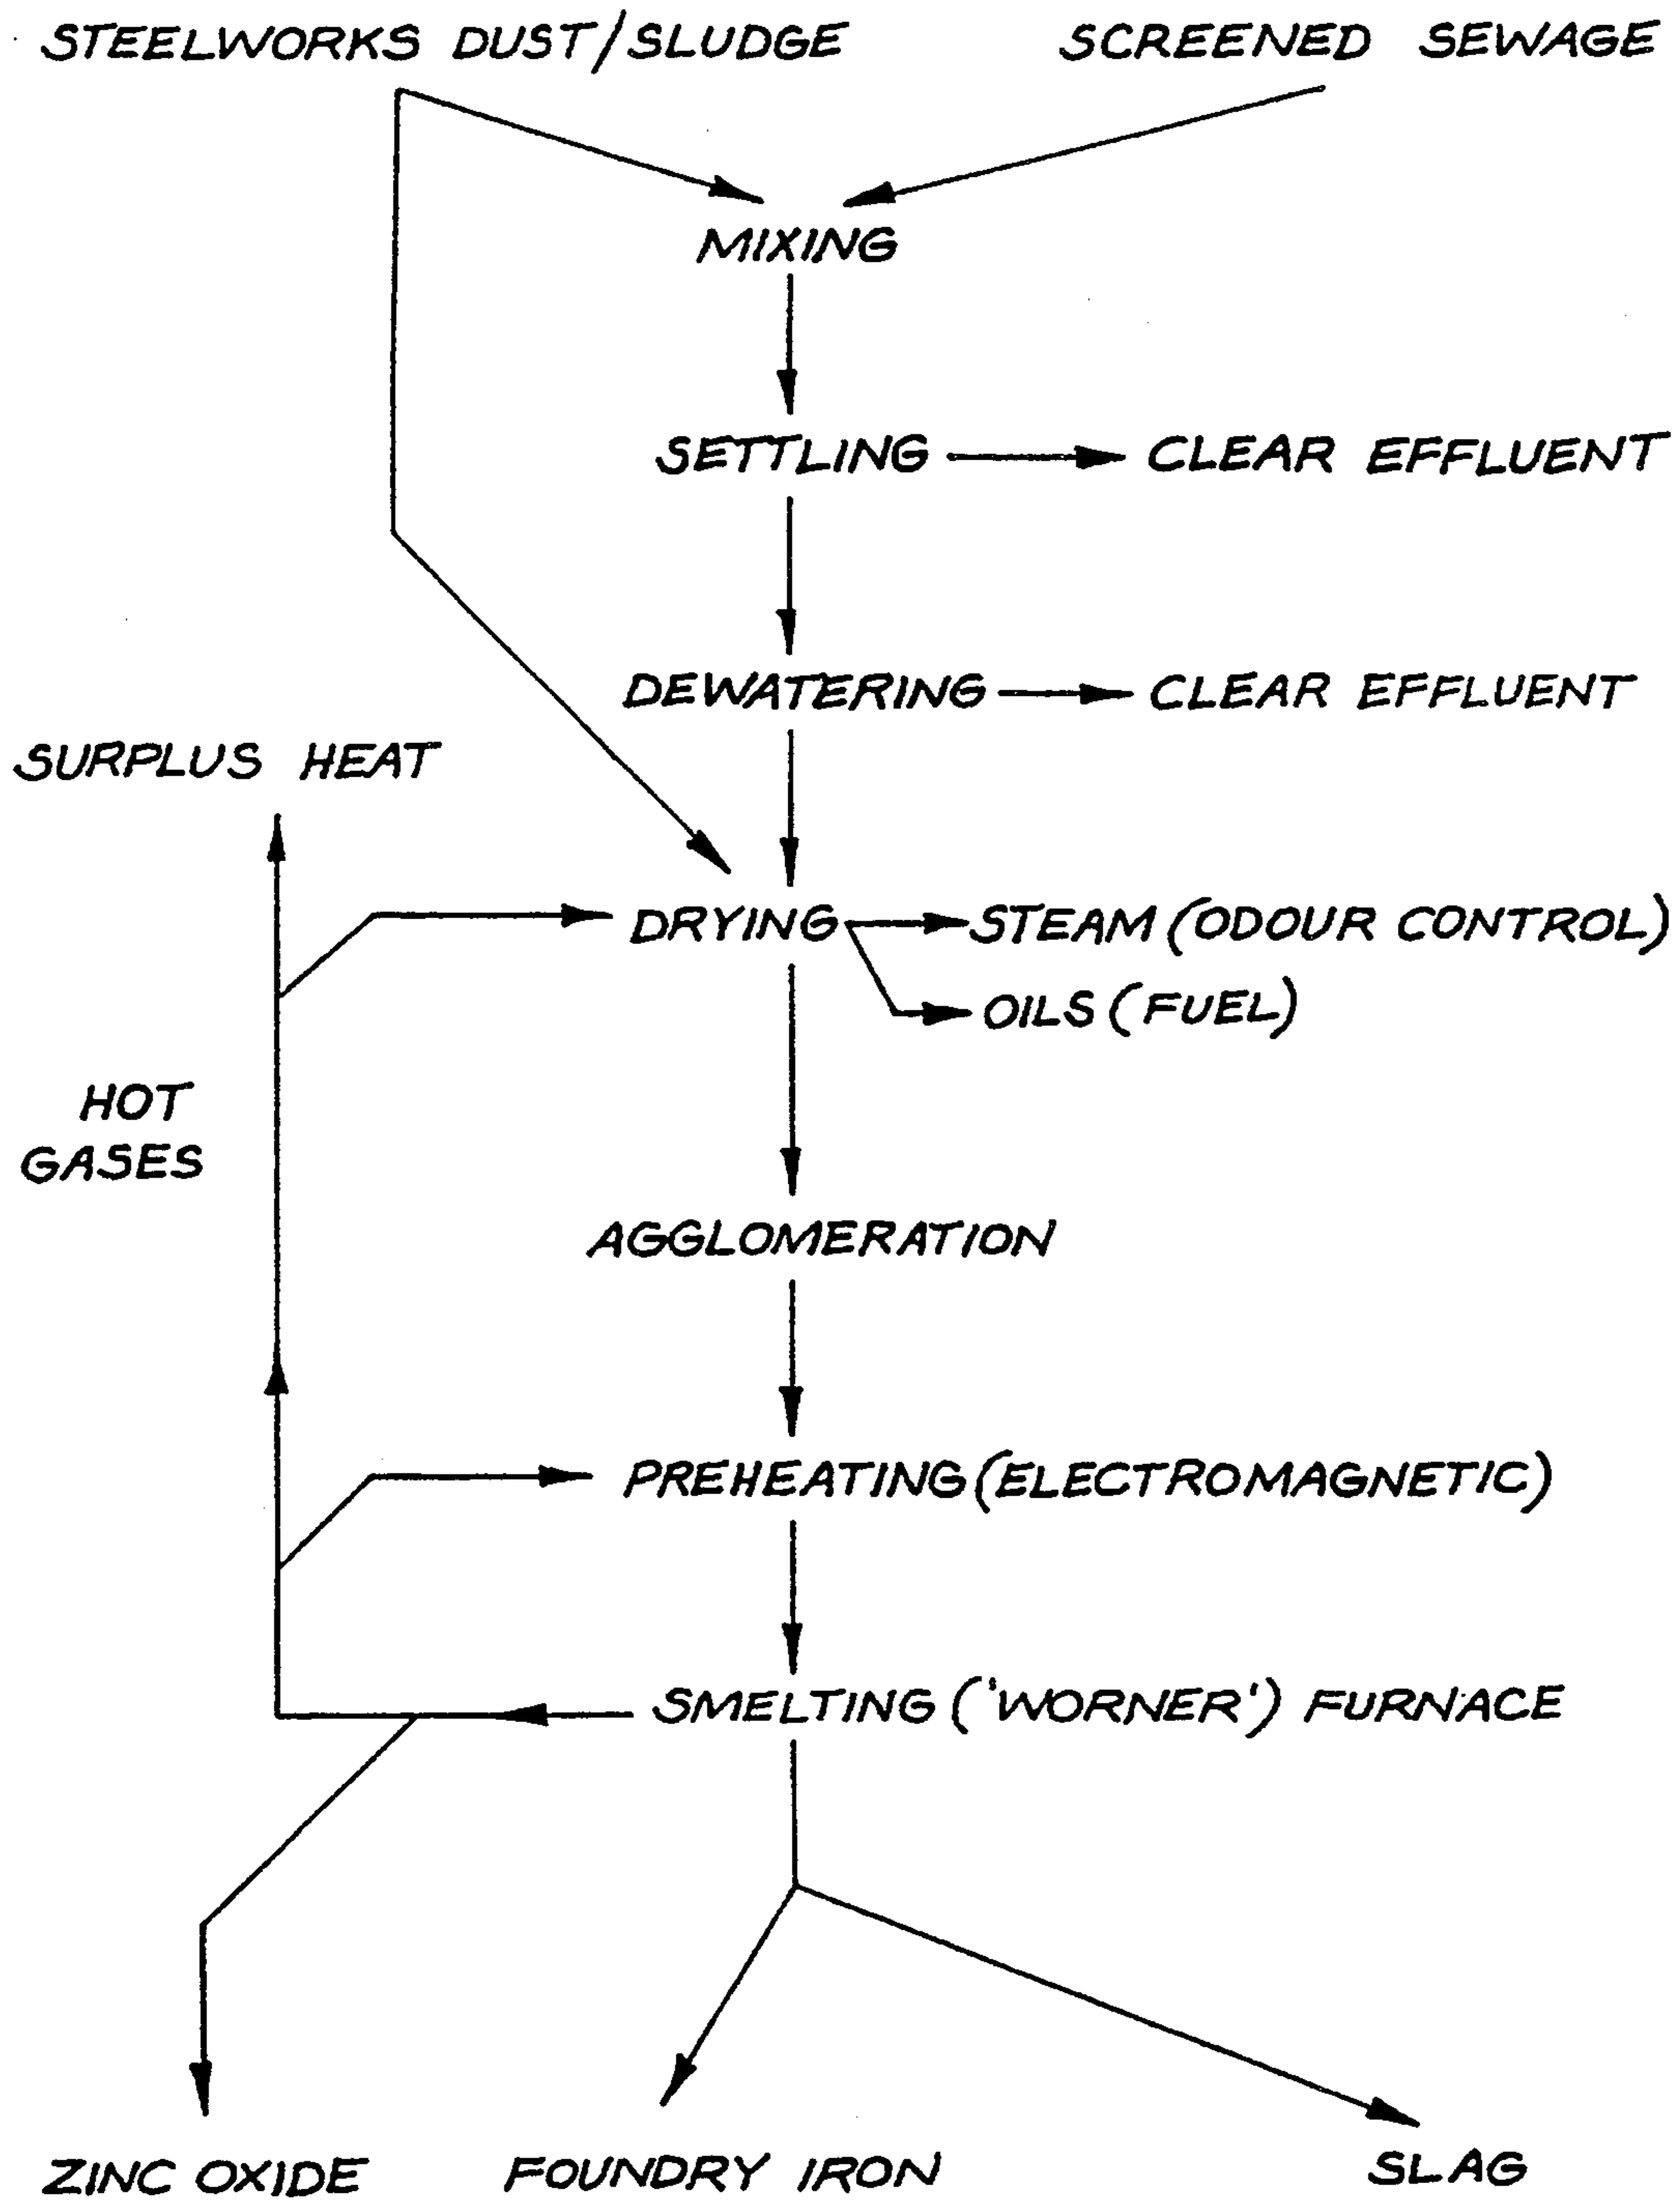 STEELWORKS DUST/SLUDGE
SCREENED SEWAGE
MIXING
SETTLING
CLEAR EFFLUENT
DEWATERING
CLEAR EFFLUENT
SURPLUS HEAT
DRYING
STEAM (ODOUR CONTROL)
OILS (FUEL)
HOT
GASES
AGGLOMERATION
PREHEATING (ELECTROMAGNETIC)
SMELTING ('WORNER') FURNACE
ZINC OXIDE
FOUNDRY IRON
SLAG